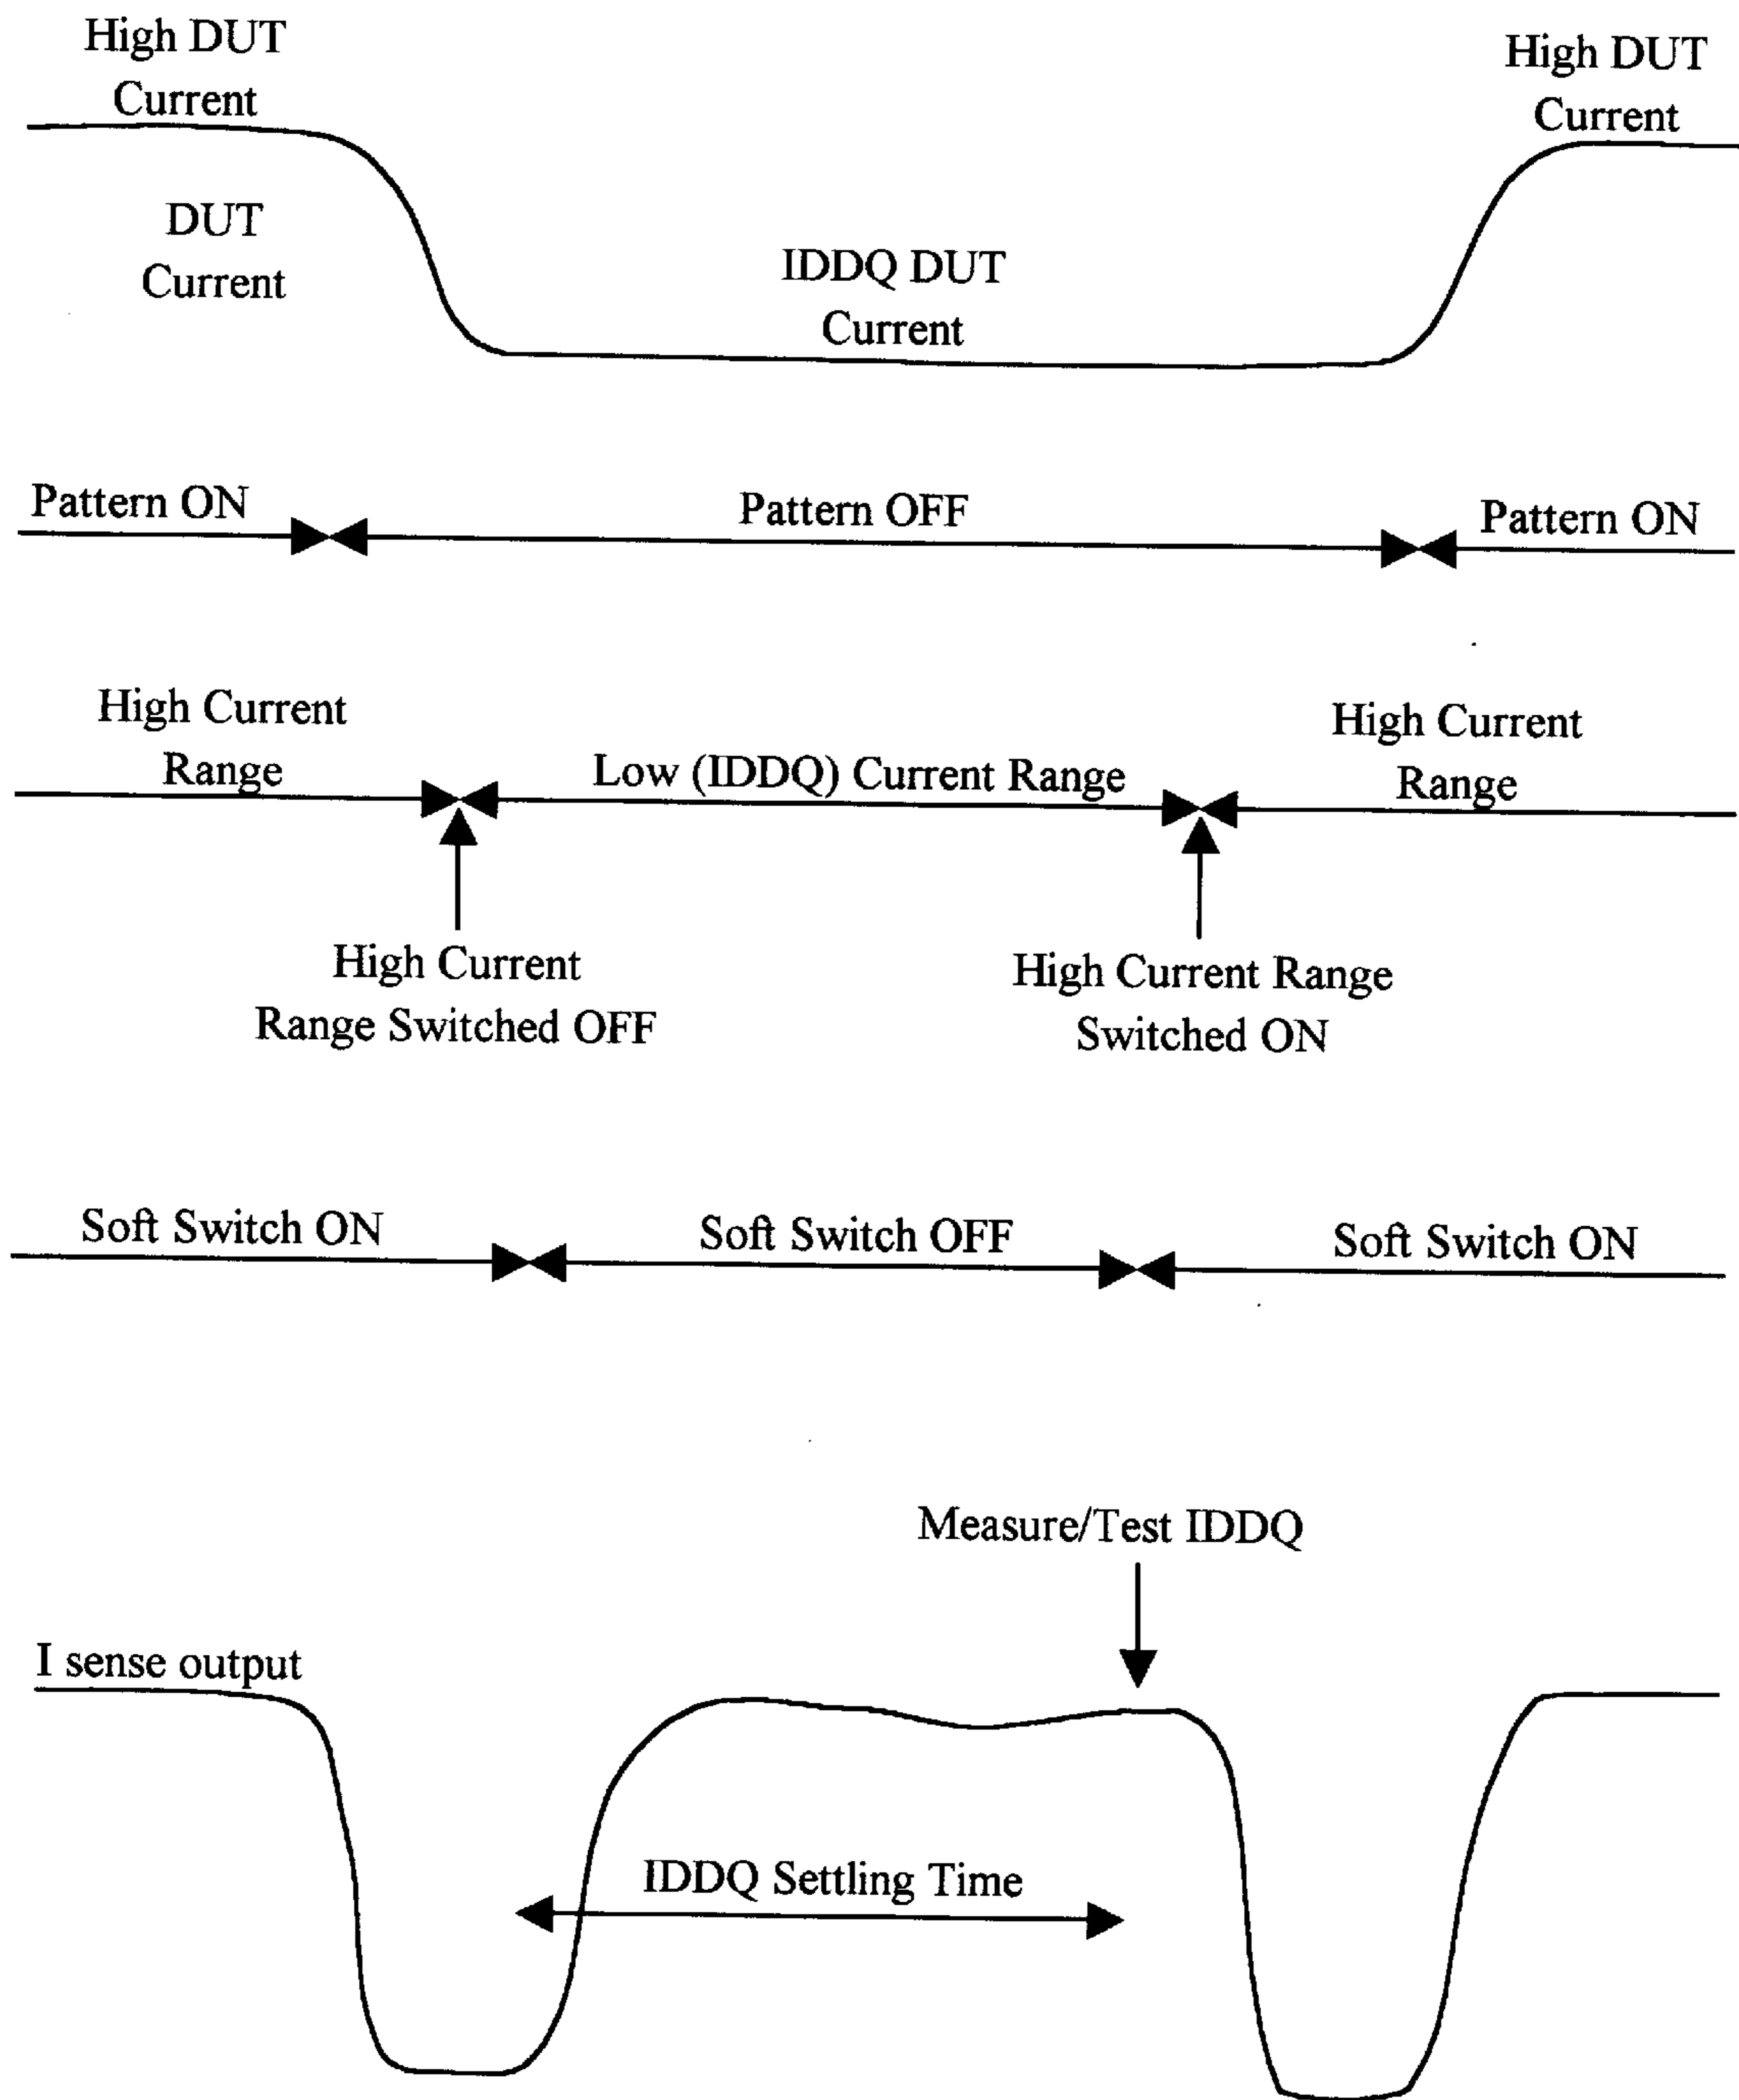 High DUT
Current
High DUT
Current
DUT
Current
IDDQ DUT
Current
Pattern ON
Pattern OFF
Pattern ON
High Current
Range
Low (IDDQ) Current Range
High Current
Range
High Current
Range Switched OFF
High Current Range
Switched ON
Soft Switch ON
Soft Switch OFF
Soft Switch ON
Measure/Test IDDQ
I sense output
IDDQ Settling Time